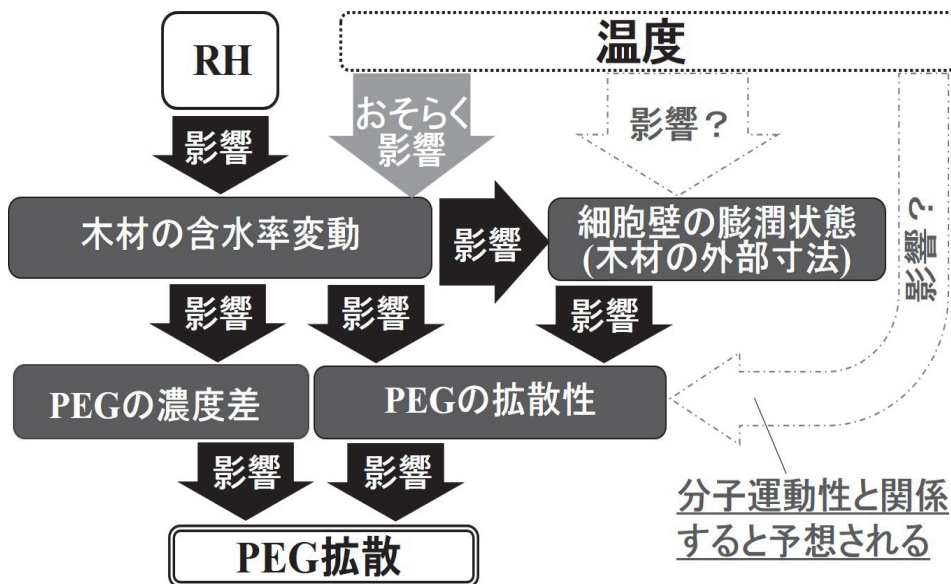 RH
温度
影響
おそらく
影響
影響？
影響？
木材の含水率変動
影響
細胞壁の膨潤状態
(木材の外部寸法)
影響
影響
影響
PEGの濃度差
PEGの拡散性
影響
影響
分子運動性と関係
すると予想される
PEG拡散